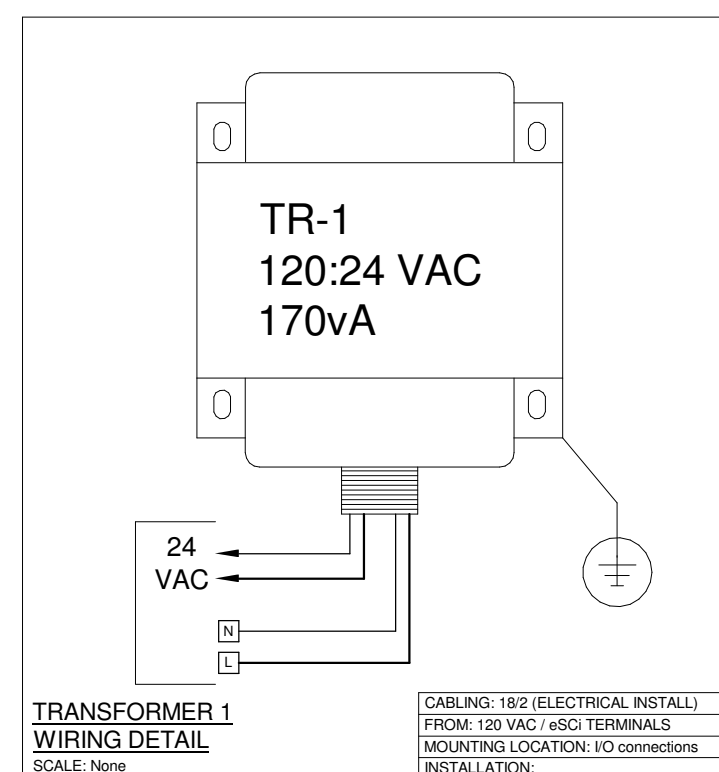 TR-1
120:24 VAC
170vA
24
VAC
N
L
TRANSFORMER 1
WIRING DETAIL
SCALE: None
CABLING: 18/2 (ELECTRICAL INSTALL)
FROM: 120 VAC / eSCi TERMINALS
MOUNTING LOCATION: I/O connections
INSTALLATION: